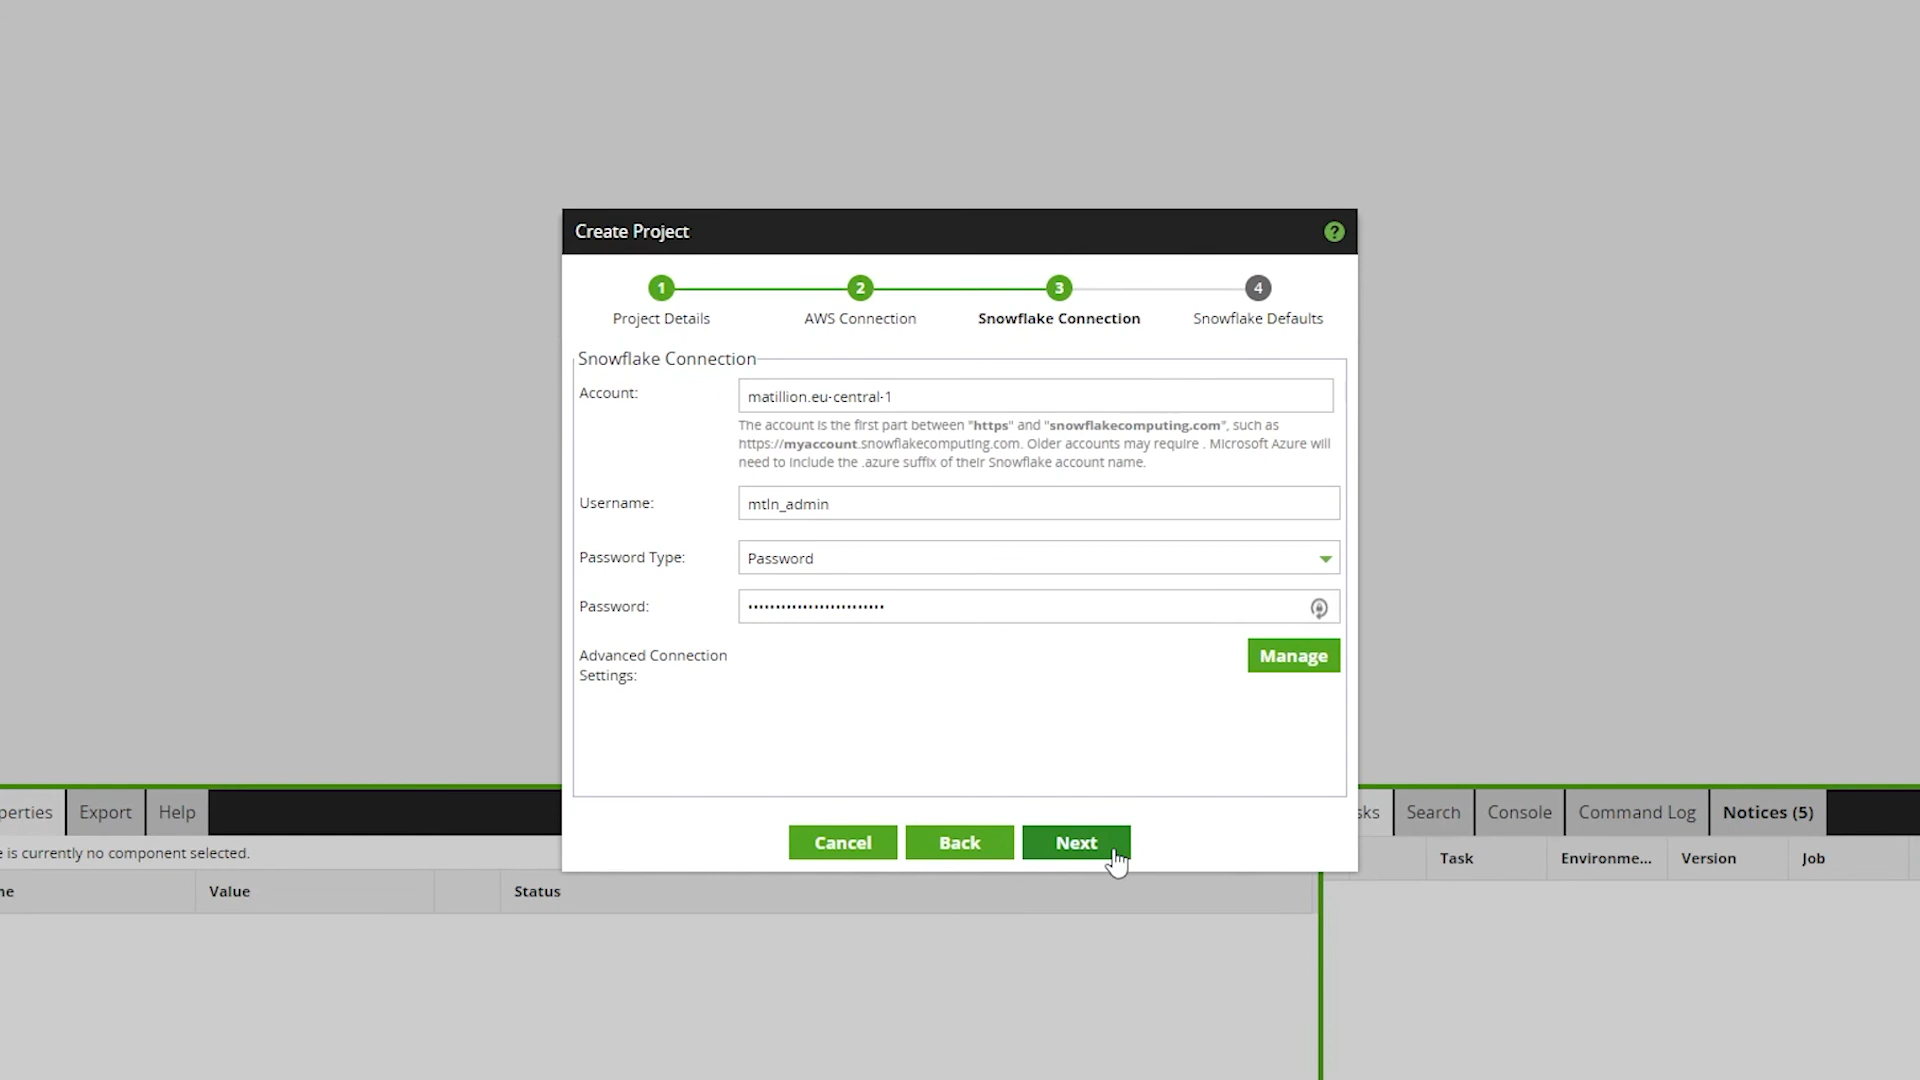 Create Project
?
1 2 3 4
Project Details AWS Connection Snowflake Connection Snowflake Defaults
Snowflake Connection
Account: matillion.eu-central-1
The account is the first part between "https" and "snowflakecomputing.com", such as
https://myaccount.snowflakecomputing.com. Older accounts may require . Microsoft Azure will
need to include the .azure suffix of their Snowflake account name.
Username: mtln_admin
Password Type: Password
Password: •••••••••••••••••••••••••
Advanced Connection
Settings:
Manage
Cancel Back Next
perties Export Help
sks Search Console Command Log Notices (5)
e is currently no component selected.
Task Environme... Version Job
ne Value Status